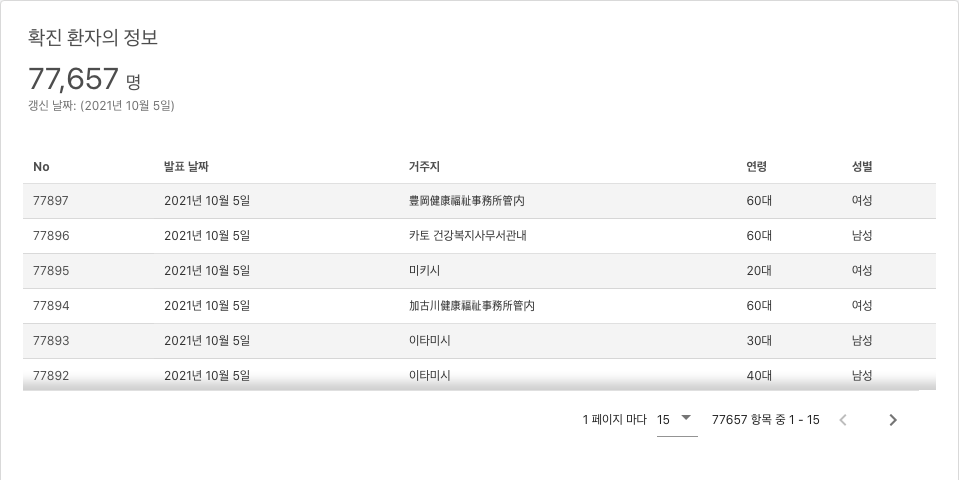 확진 환자의 정보
77,657 명
갱신 날짜: (2021년 10월 5일)
No 발표 날짜 거주지 연령 성별
77897 2021년 10월 5일 豊岡健康福祉事務所管内 60대 여성
77896 2021년 10월 5일 카토 건강복지사무서관내 60대 남성
77895 2021년 10월 5일 미키시 20대 여성
77894 2021년 10월 5일 加古川健康福祉事務所管内 60대 여성
77893 2021년 10월 5일 이타미시 30대 남성
77892 2021년 10월 5일 이타미시 40대 남성
1 페이지 마다 15 77657 항목 중 1 - 15